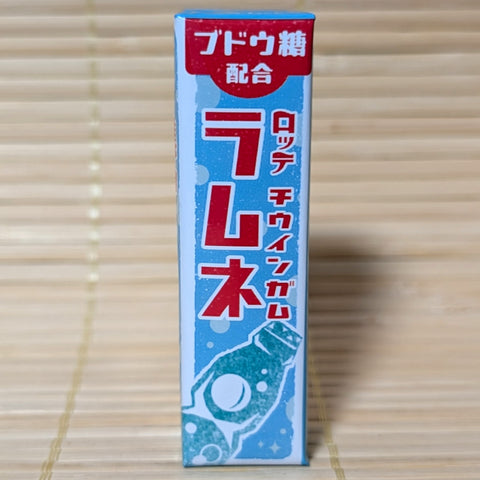 ブドウ糖
配合
ロッテ チウインガム
ラムネ